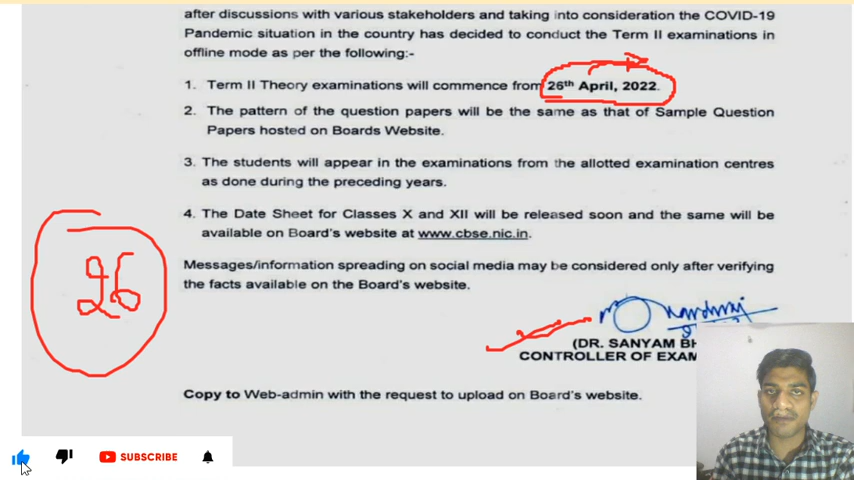 after discussions with various stakeholders and taking into consideration the COVID-19
Pandemic situation in the country has decided to conduct the Term II examinations in
offline mode as per the following:-
1. Term II Theory examinations will commence from 26th April, 2022.
2. The pattern of the question papers will be the same as that of Sample Question
Papers hosted on Boards Website.
3. The students will appear in the examinations from the allotted examination centres
as done during the preceding years.
4. The Date Sheet for Classes X and XII will be released soon and the same will be
available on Board's website at www.cbse.nic.in.
26
Messages/information spreading on social media may be considered only after verifying
the facts available on the Board's website.
(DR. SANYAM BH
CONTROLLER OF EXAM
Copy to Web-admin with the request to upload on Board's website.
SUBSCRIBE